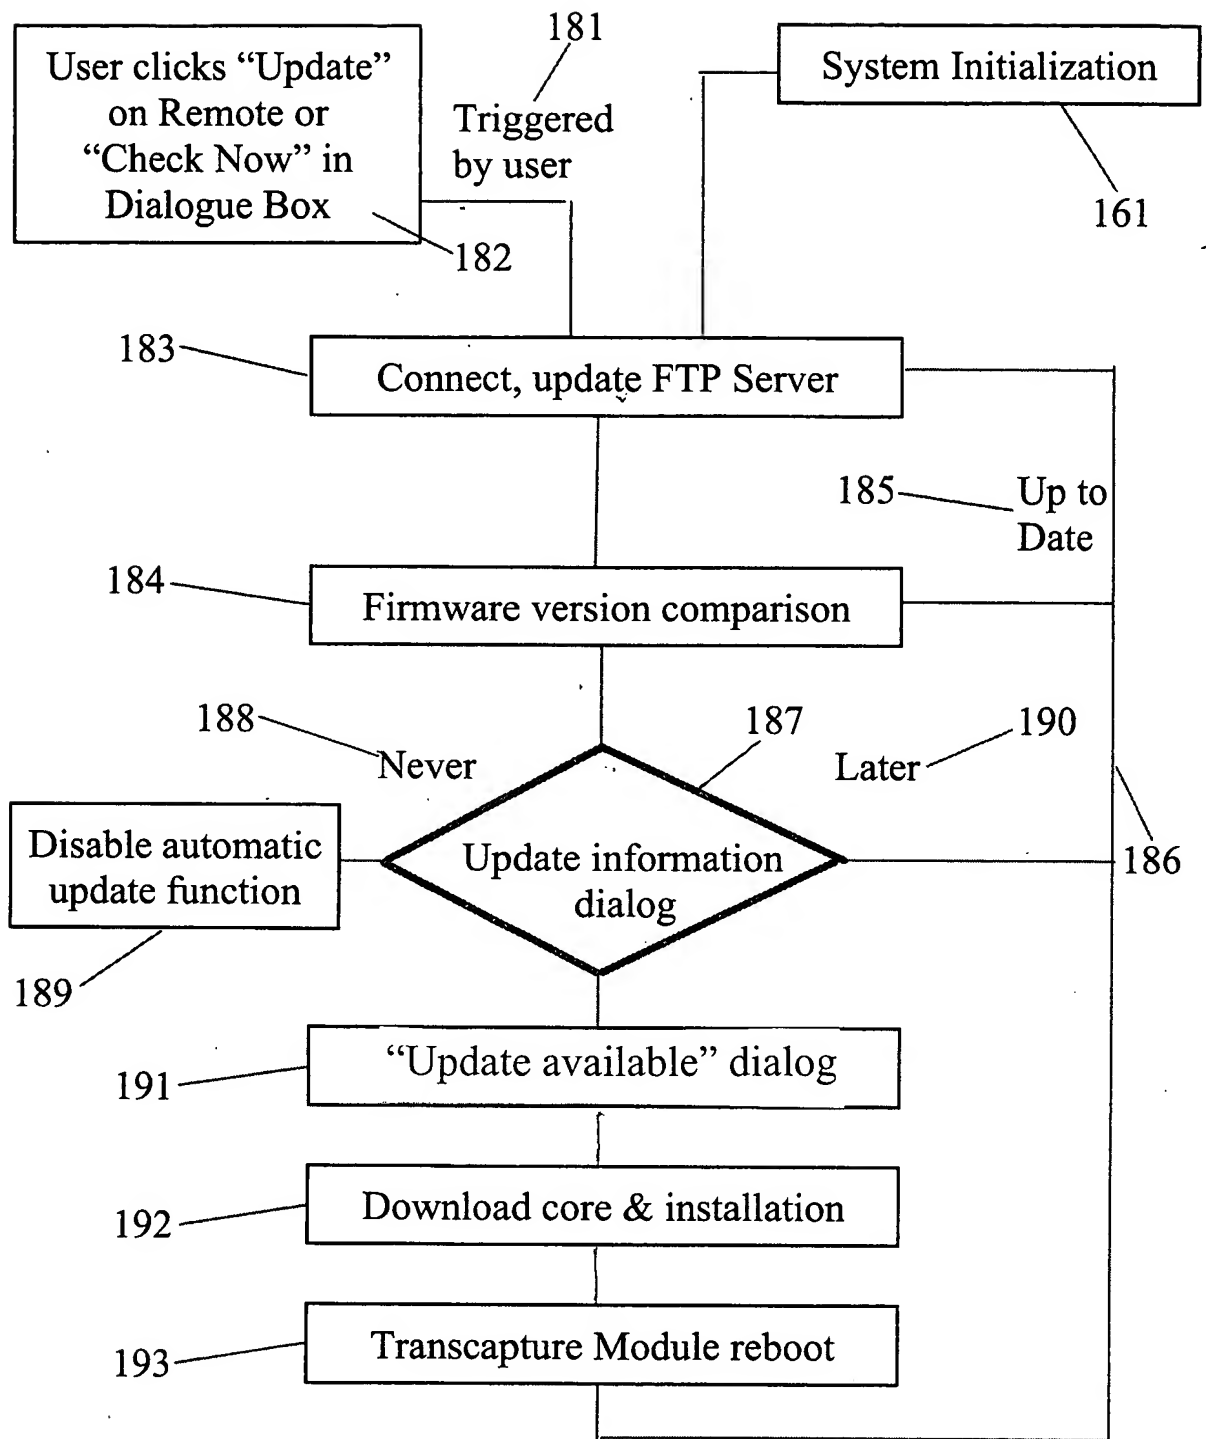 181
User clicks “Update”
on Remote or
“Check Now” in
Dialogue Box
Triggered
by user
System Initialization
161
182
183
Connect, update FTP Server
185
Up to
Date
184
Firmware version comparison
188
Never
187
190
Later
186
Disable automatic
update function
189
Update information
dialog
191
“Update available” dialog
192
Download core & installation
193
Transcapture Module reboot